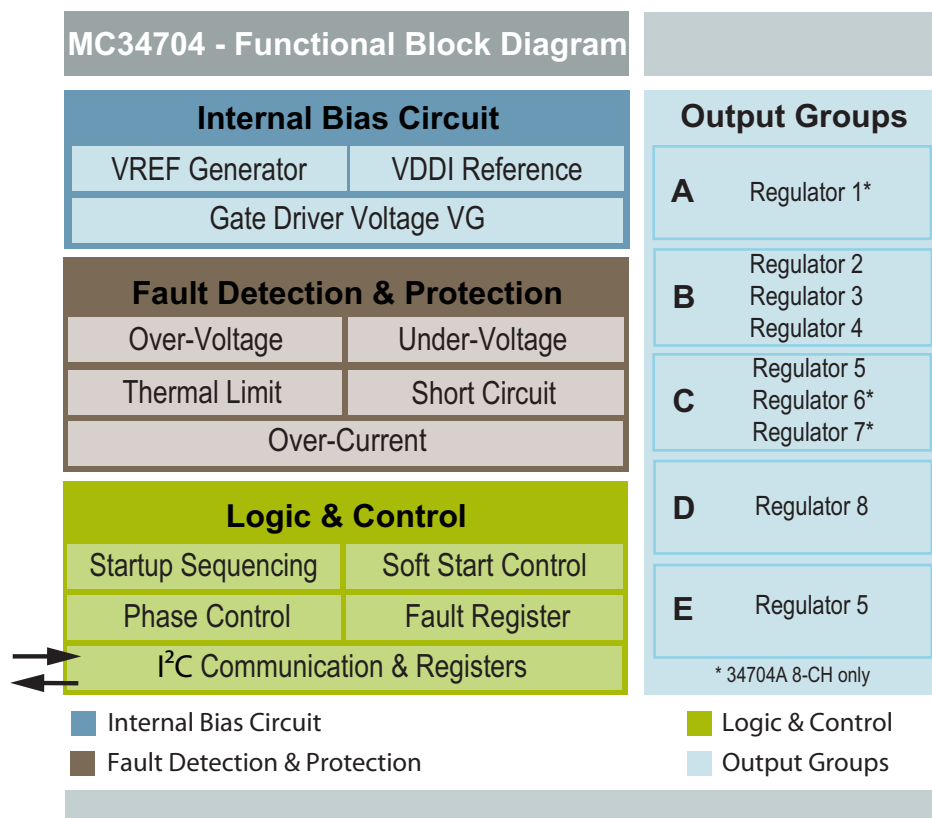 MC34704 - Functional Block Diagram
Internal Bias Circuit
VREF Generator
VDDI Reference
Gate Driver Voltage VG
Fault Detection & Protection
Over-Voltage
Under-Voltage
Thermal Limit
Short Circuit
Over-Current
Logic & Control
Startup Sequencing
Soft Start Control
Phase Control
Fault Register
I²C Communication & Registers
Output Groups
A
Regulator 1*
B
Regulator 2
Regulator 3
Regulator 4
C
Regulator 5
Regulator 6*
Regulator 7*
D
Regulator 8
E
Regulator 5
* 34704A 8-CH only
Internal Bias Circuit
Fault Detection & Protection
Logic & Control
Output Groups